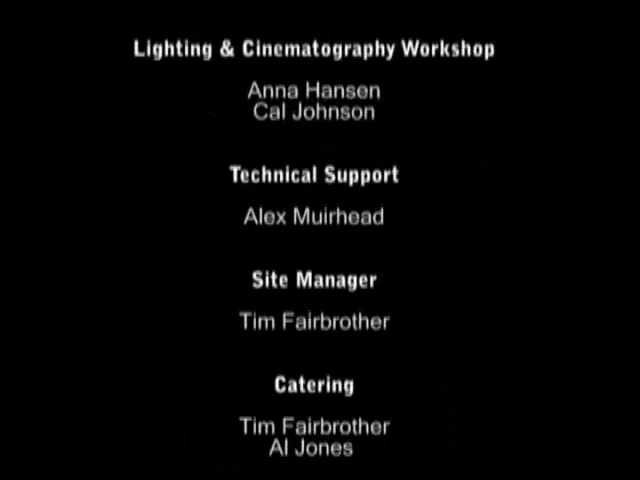 Lighting & Cinematography Workshop
Anna Hansen
Cal Johnson
Technical Support
Alex Muirhead
Site Manager
Tim Fairbrother
Catering
Tim Fairbrother
Al Jones